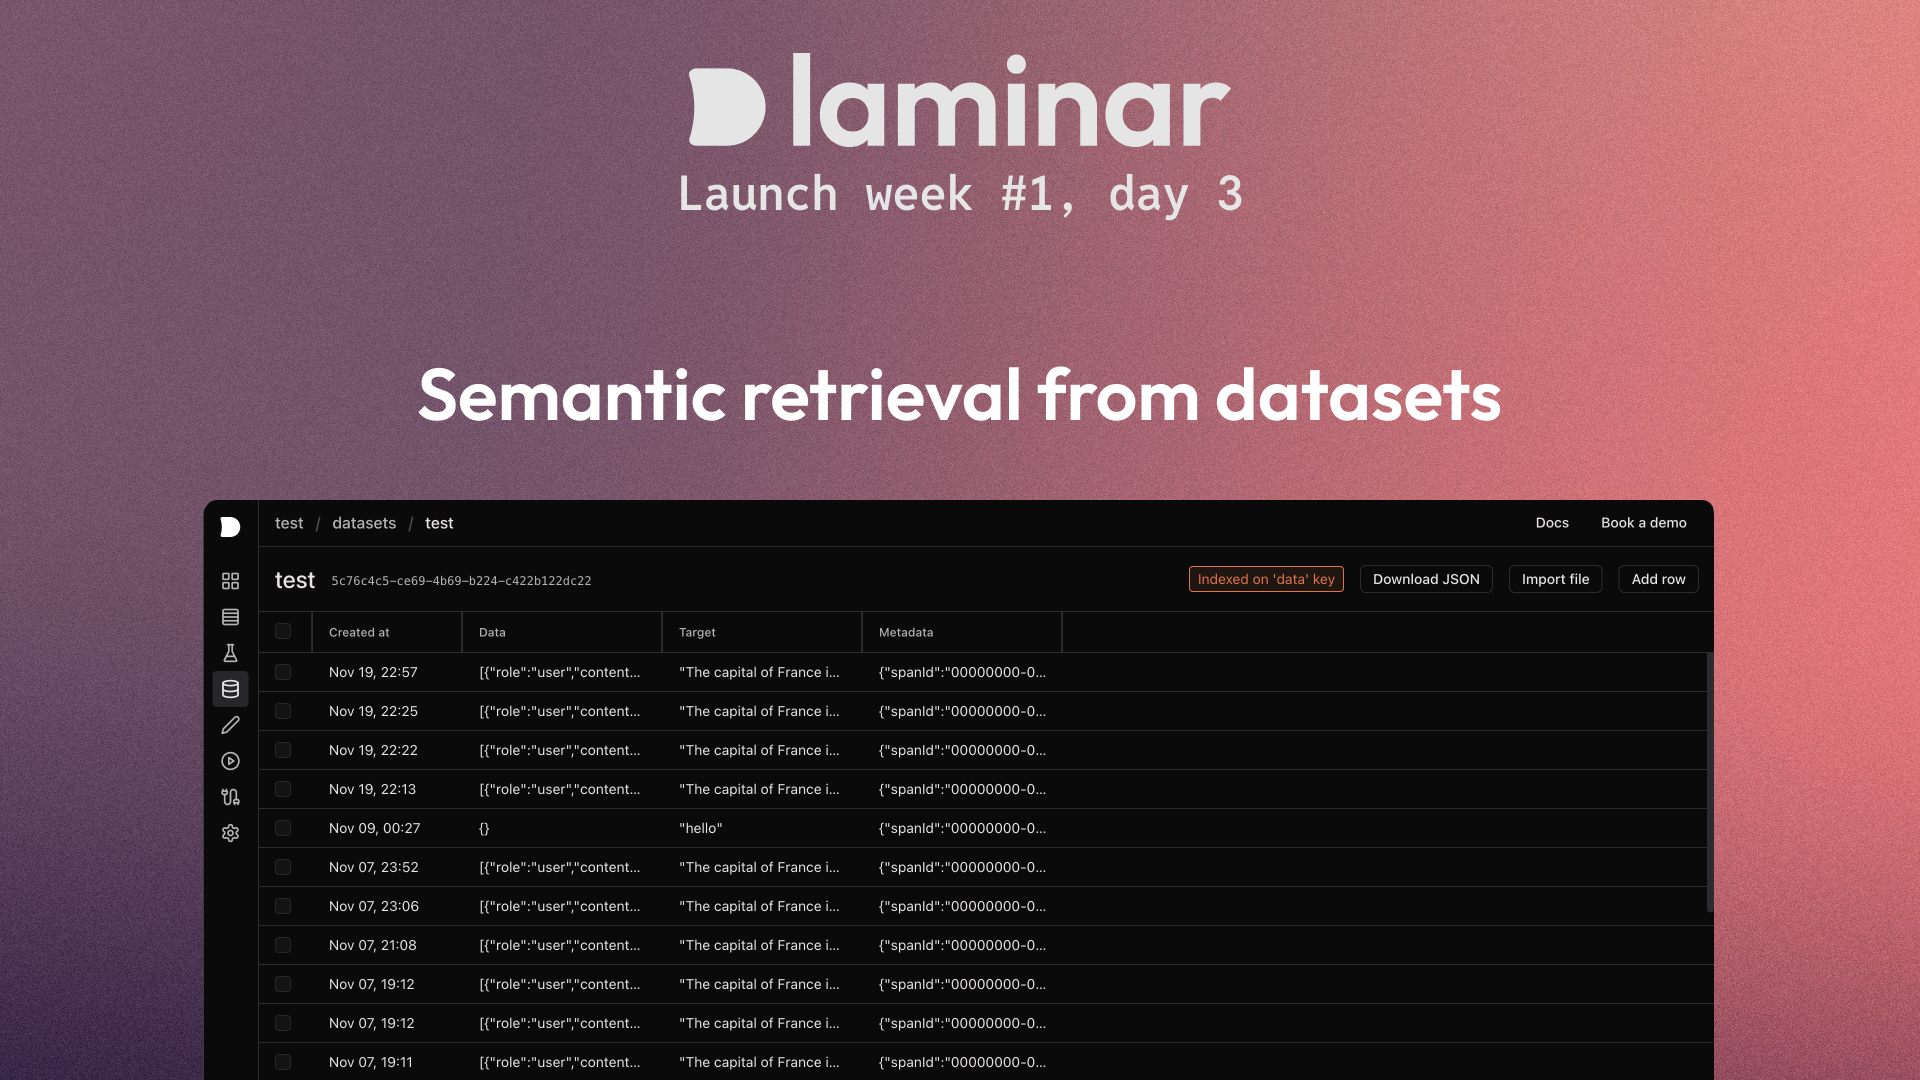 laminar
Launch week #1, day 3
Semantic retrieval from datasets
test / datasets / test
Docs
Book a demo
test 5c76c4c5-ce69-4b69-b224-c422b122dc22
Indexed on 'data' key
Download JSON
Import file
Add row
Created at Data Target Metadata
Nov 19, 22:57 [{"role":"user","content... "The capital of France i... {"spanId":"00000000-0...
Nov 19, 22:25 [{"role":"user","content... "The capital of France i... {"spanId":"00000000-0...
Nov 19, 22:22 [{"role":"user","content... "The capital of France i... {"spanId":"00000000-0...
Nov 19, 22:13 [{"role":"user","content... "The capital of France i... {"spanId":"00000000-0...
Nov 09, 00:27 {} "hello" {"spanId":"00000000-0...
Nov 07, 23:52 [{"role":"user","content... "The capital of France i... {"spanId":"00000000-0...
Nov 07, 23:06 [{"role":"user","content... "The capital of France i... {"spanId":"00000000-0...
Nov 07, 21:08 [{"role":"user","content... "The capital of France i... {"spanId":"00000000-0...
Nov 07, 19:12 [{"role":"user","content... "The capital of France i... {"spanId":"00000000-0...
Nov 07, 19:12 [{"role":"user","content... "The capital of France i... {"spanId":"00000000-0...
Nov 07, 19:11 [{"role":"user","content... "The capital of France i... {"spanId":"00000000-0...